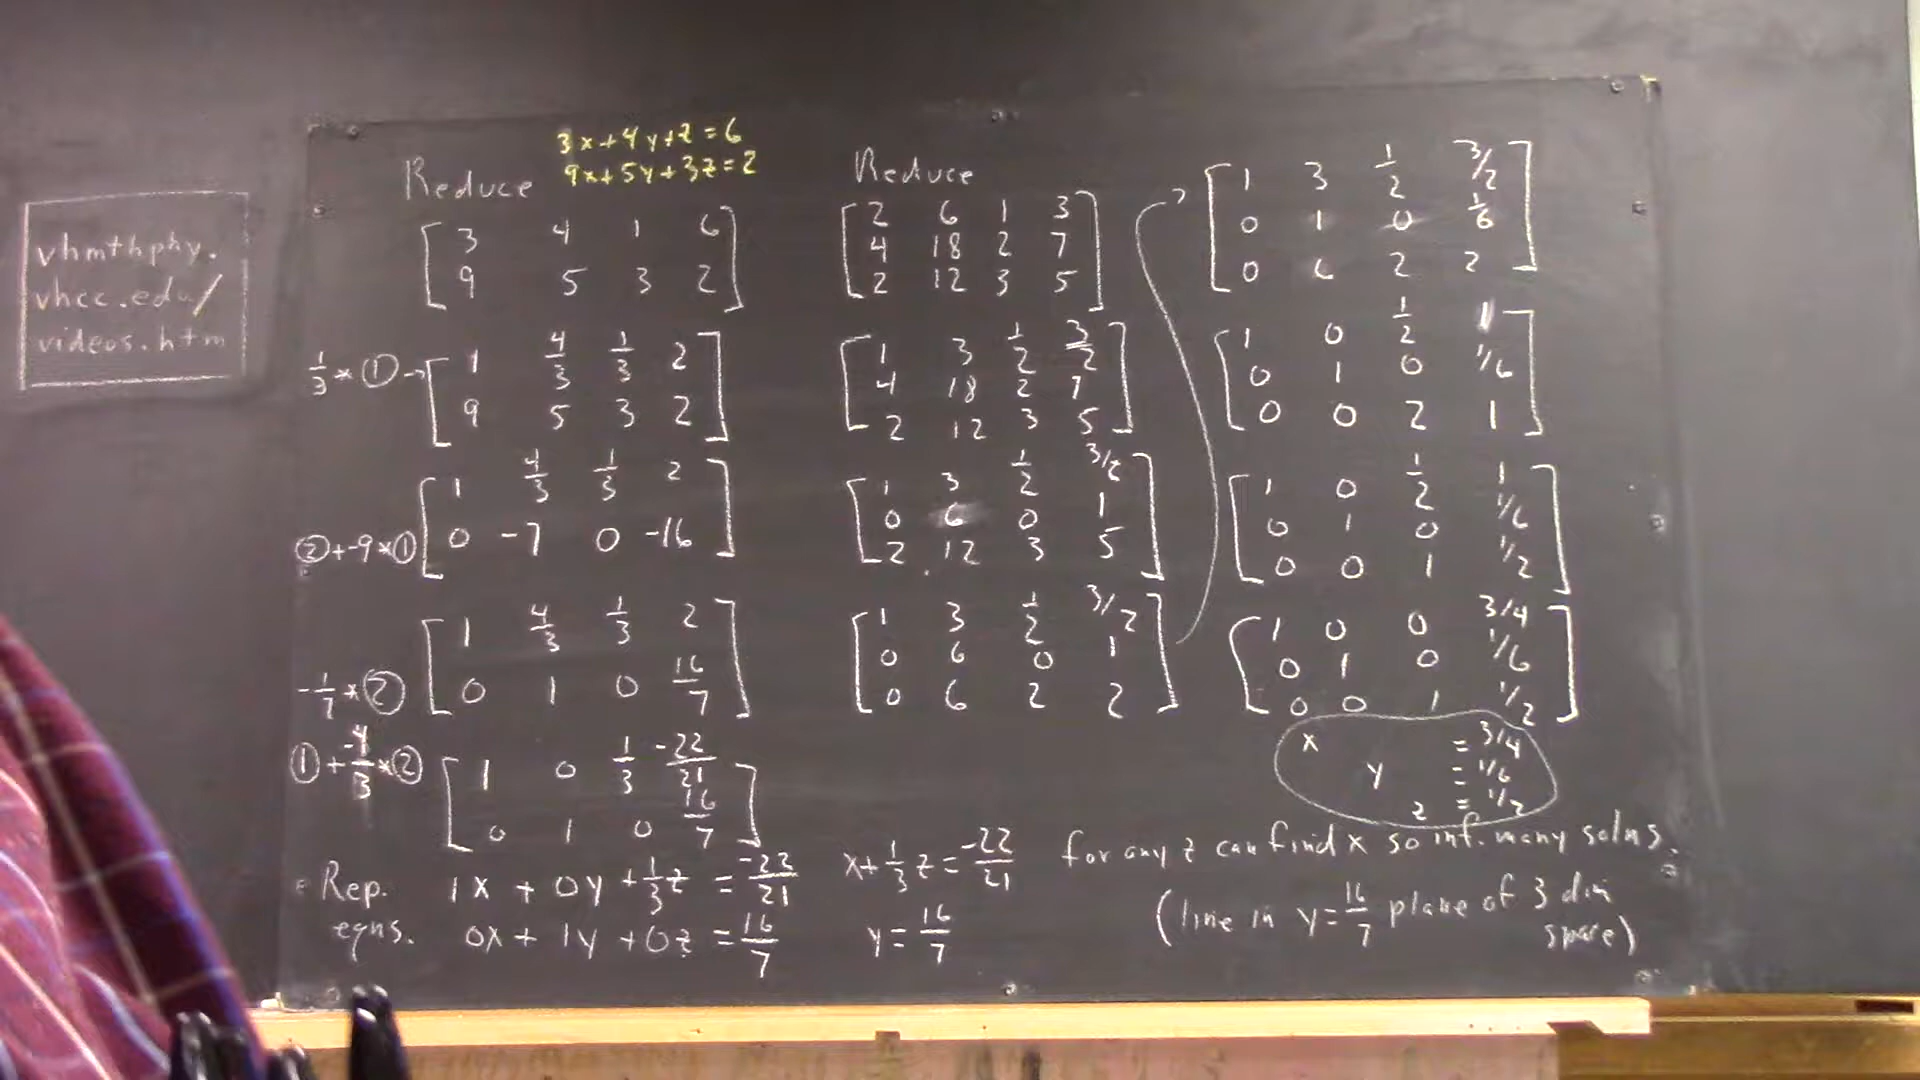 vhmthphy.
vhcc.edu/
videos.htm
3x+4y+z=6
9x+5y+3z=2
Reduce
[3 4 1 6]
[9 5 3 2]
1/3 * ① → [1 4/3 1/3 2]
[9 5 3 2]
[1 4/3 1/3 2]
②+-9*① [0 -7 0 -16]
[1 4/3 1/3 2]
-1/7 * ② [0 1 0 16/7]
①+-4/3*② [1 0 1/3 -22/21]
[0 1 0 16/7]
Rep. 1x + 0y + 1/3z = -22/21
eqns. 0x + 1y + 0z = 16/7
Reduce
[2 6 1 3]
[4 18 2 7]
[2 12 3 5]
[1 3 1/2 3/2]
[4 18 2 7]
[2 12 3 5]
[1 3 1/2 3/2]
[0 6 0 1]
[2 12 3 5]
[1 3 1/2 3/2]
[0 6 0 1]
[0 6 2 2]
[1 3 1/2 3/2]
[0 1 0 1/6]
[0 6 2 2]
[1 0 1/2 1]
[0 1 0 1/6]
[0 0 2 1]
[1 0 1/2 1]
[0 1 0 1/6]
[0 0 1 1/2]
[1 0 0 3/4]
[0 1 0 1/6]
[0 0 1 1/2]
x = 3/4
y = 1/6
z = 1/2
x + 1/3 z = -22/21
y = 16/7
for any z can find x so inf. many solns.
(line in y = 16/7 plane of 3 dim
space)